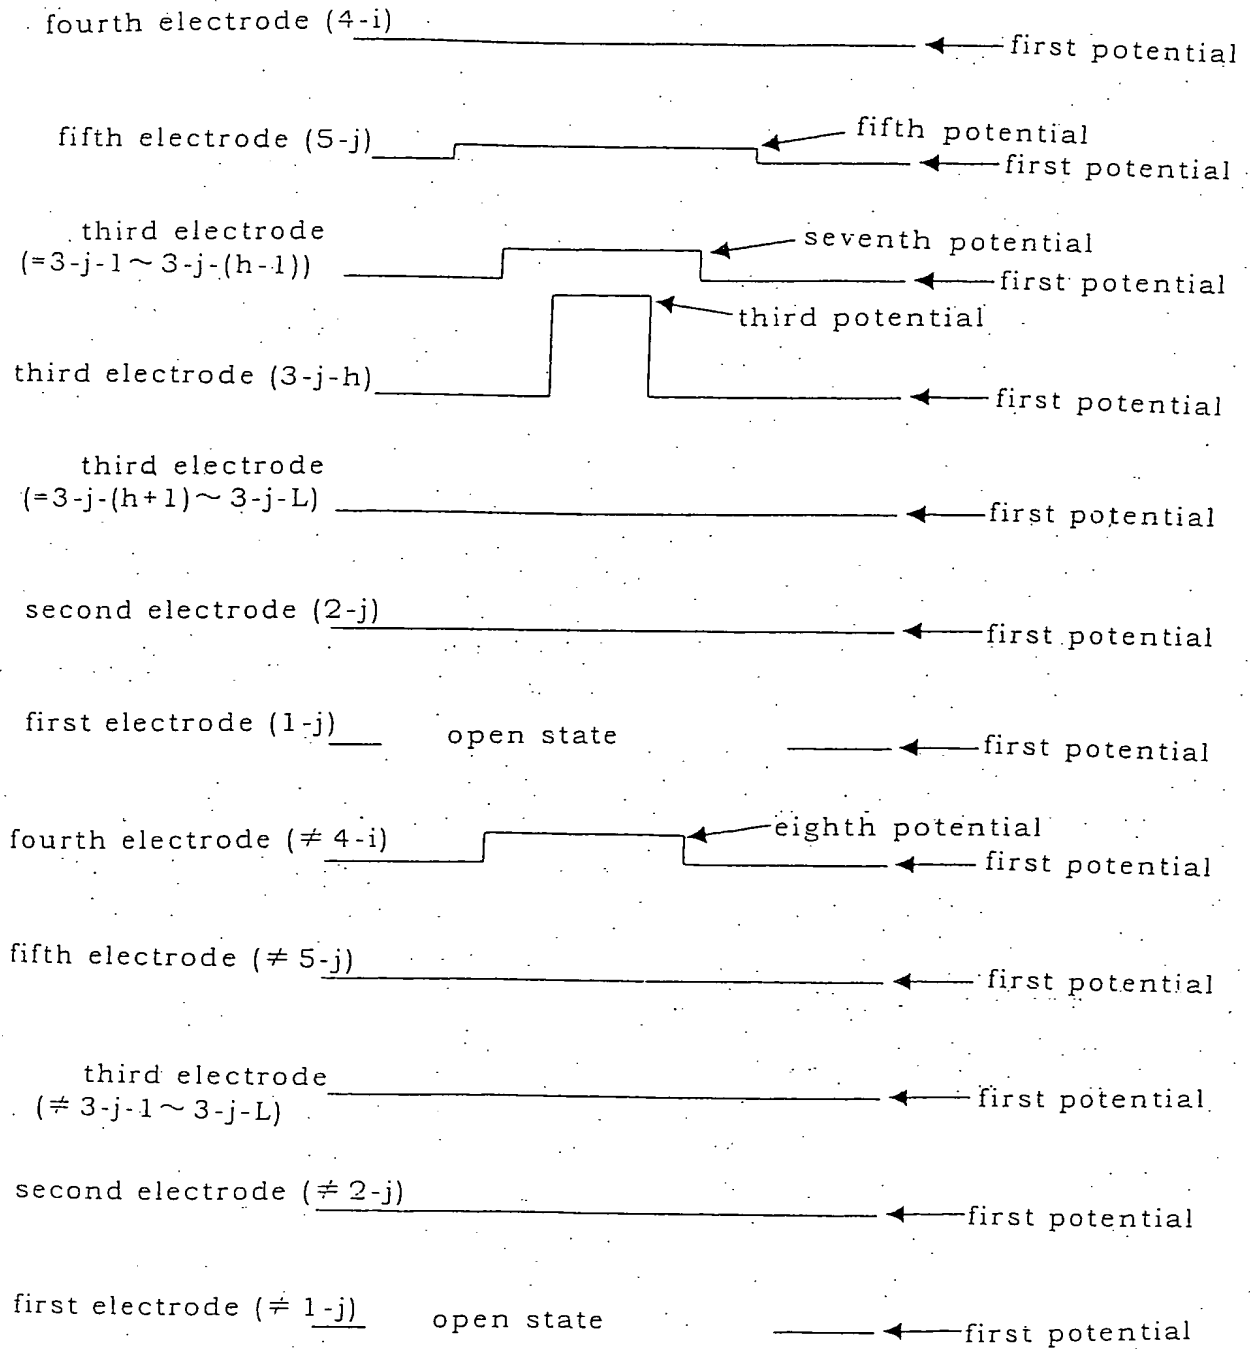 fourth electrode (4-i)
first potential
fifth electrode (5-j)
fifth potential
first potential
third electrode
(=3-j-1～3-j-(h-1))
seventh potential
first potential
third potential
third electrode (3-j-h)
first potential
third electrode
(=3-j-(h+1)～3-j-L)
first potential
second electrode (2-j)
first potential
first electrode (1-j)
open state
first potential
fourth electrode (≠ 4-i)
eighth potential
first potential
fifth electrode (≠ 5-j)
first potential
third electrode
(≠ 3-j-1～3-j-L)
first potential
second electrode (≠ 2-j)
first potential
first electrode (≠ 1-j)
open state
first potential